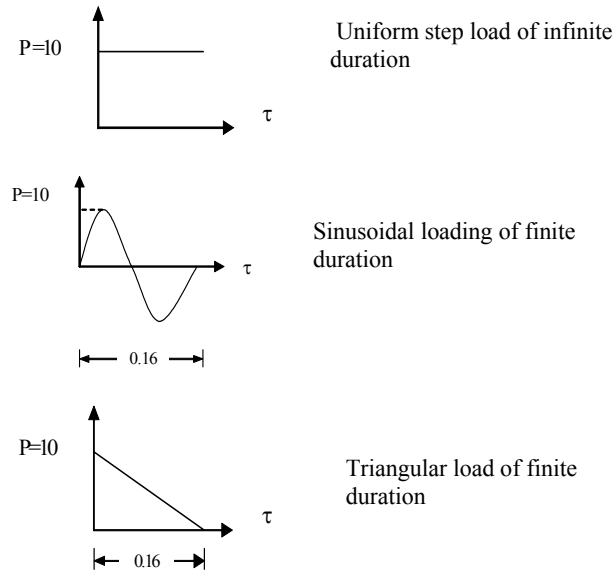 P=10
Uniform step load of infinite
duration
τ
P=10
Sinusoidal loading of finite
duration
τ
0.16
P=10
Triangular load of finite
duration
τ
0.16